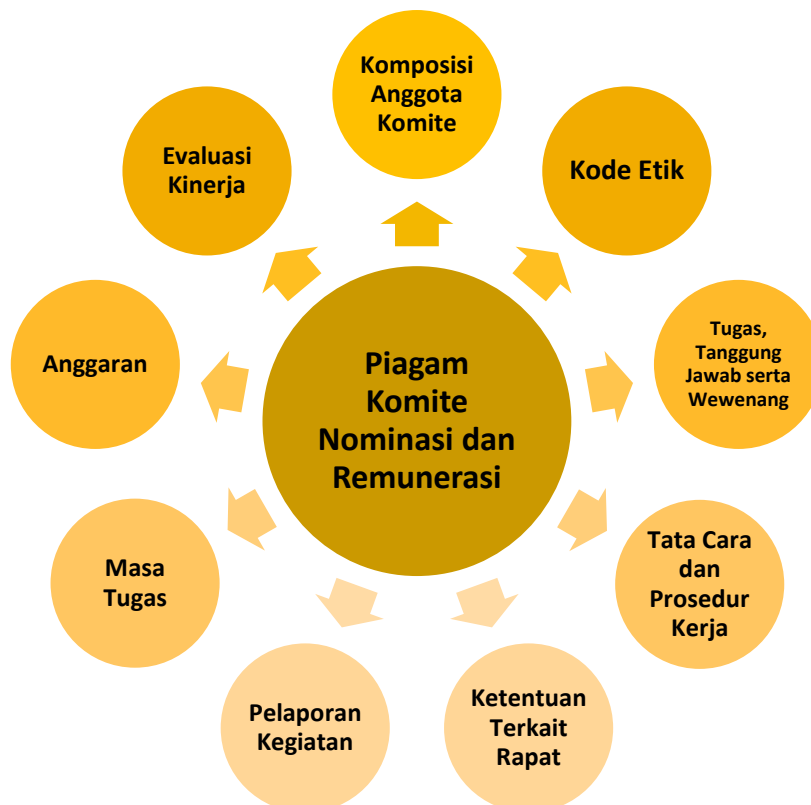 Komposisi
Anggota
Komite
Kode Etik
Tugas,
Tanggung
Jawab serta
Wewenang
Tata Cara
dan
Prosedur
Kerja
Ketentuan
Terkait
Rapat
Pelaporan
Kegiatan
Masa
Tugas
Anggaran
Evaluasi
Kinerja
Piagam
Komite
Nominasi dan
Remunerasi